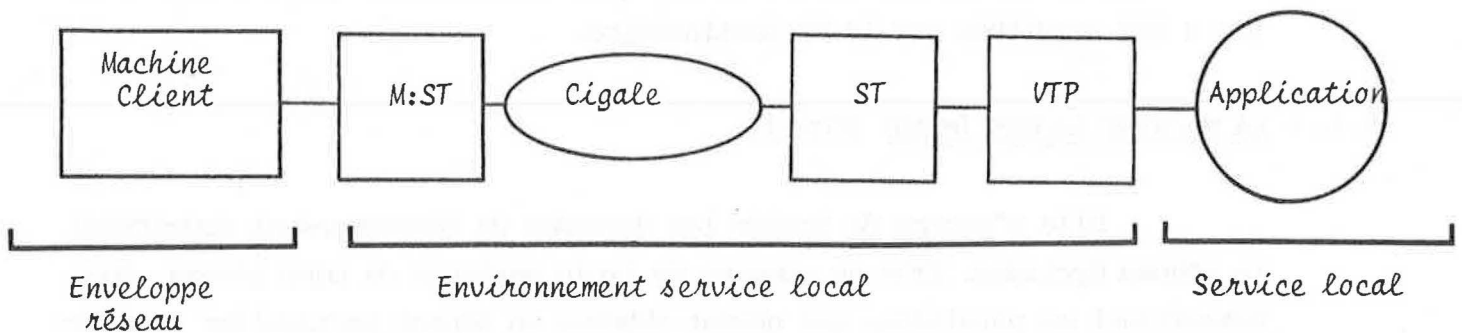 Machine
Client
M:ST
Cigale
ST
VTP
Application
Enveloppe
réseau
Environnement service local
Service local